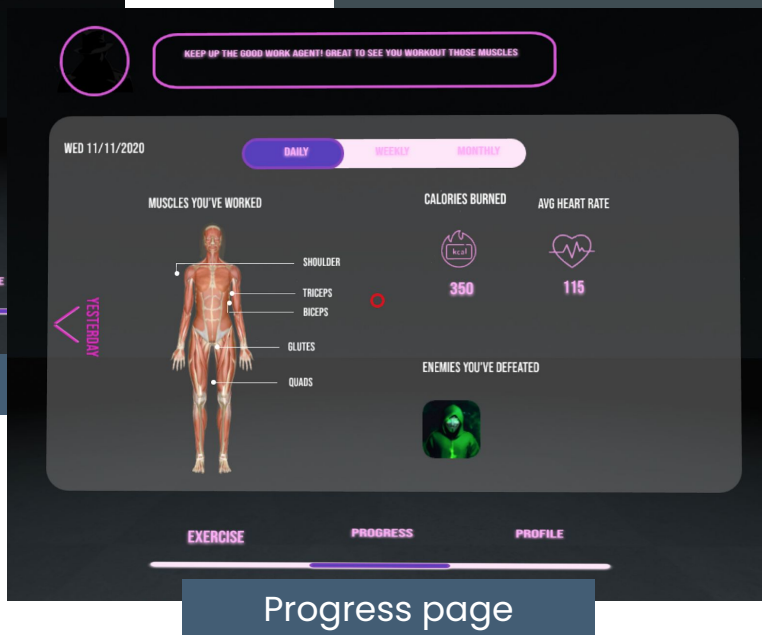 KEEP UP THE GOOD WORK AGENT! GREAT TO SEE YOU WORKOUT THOSE MUSCLES
WED 11/11/2020
DAILY
WEEKLY
MONTHLY
MUSCLES YOU'VE WORKED
CALORIES BURNED
AVG HEART RATE
SHOULDER
TRICEPS
BICEPS
GLUTES
QUADS
kcal
350
115
YESTERDAY
ENEMIES YOU'VE DEFEATED
EXERCISE
PROGRESS
PROFILE
Progress page